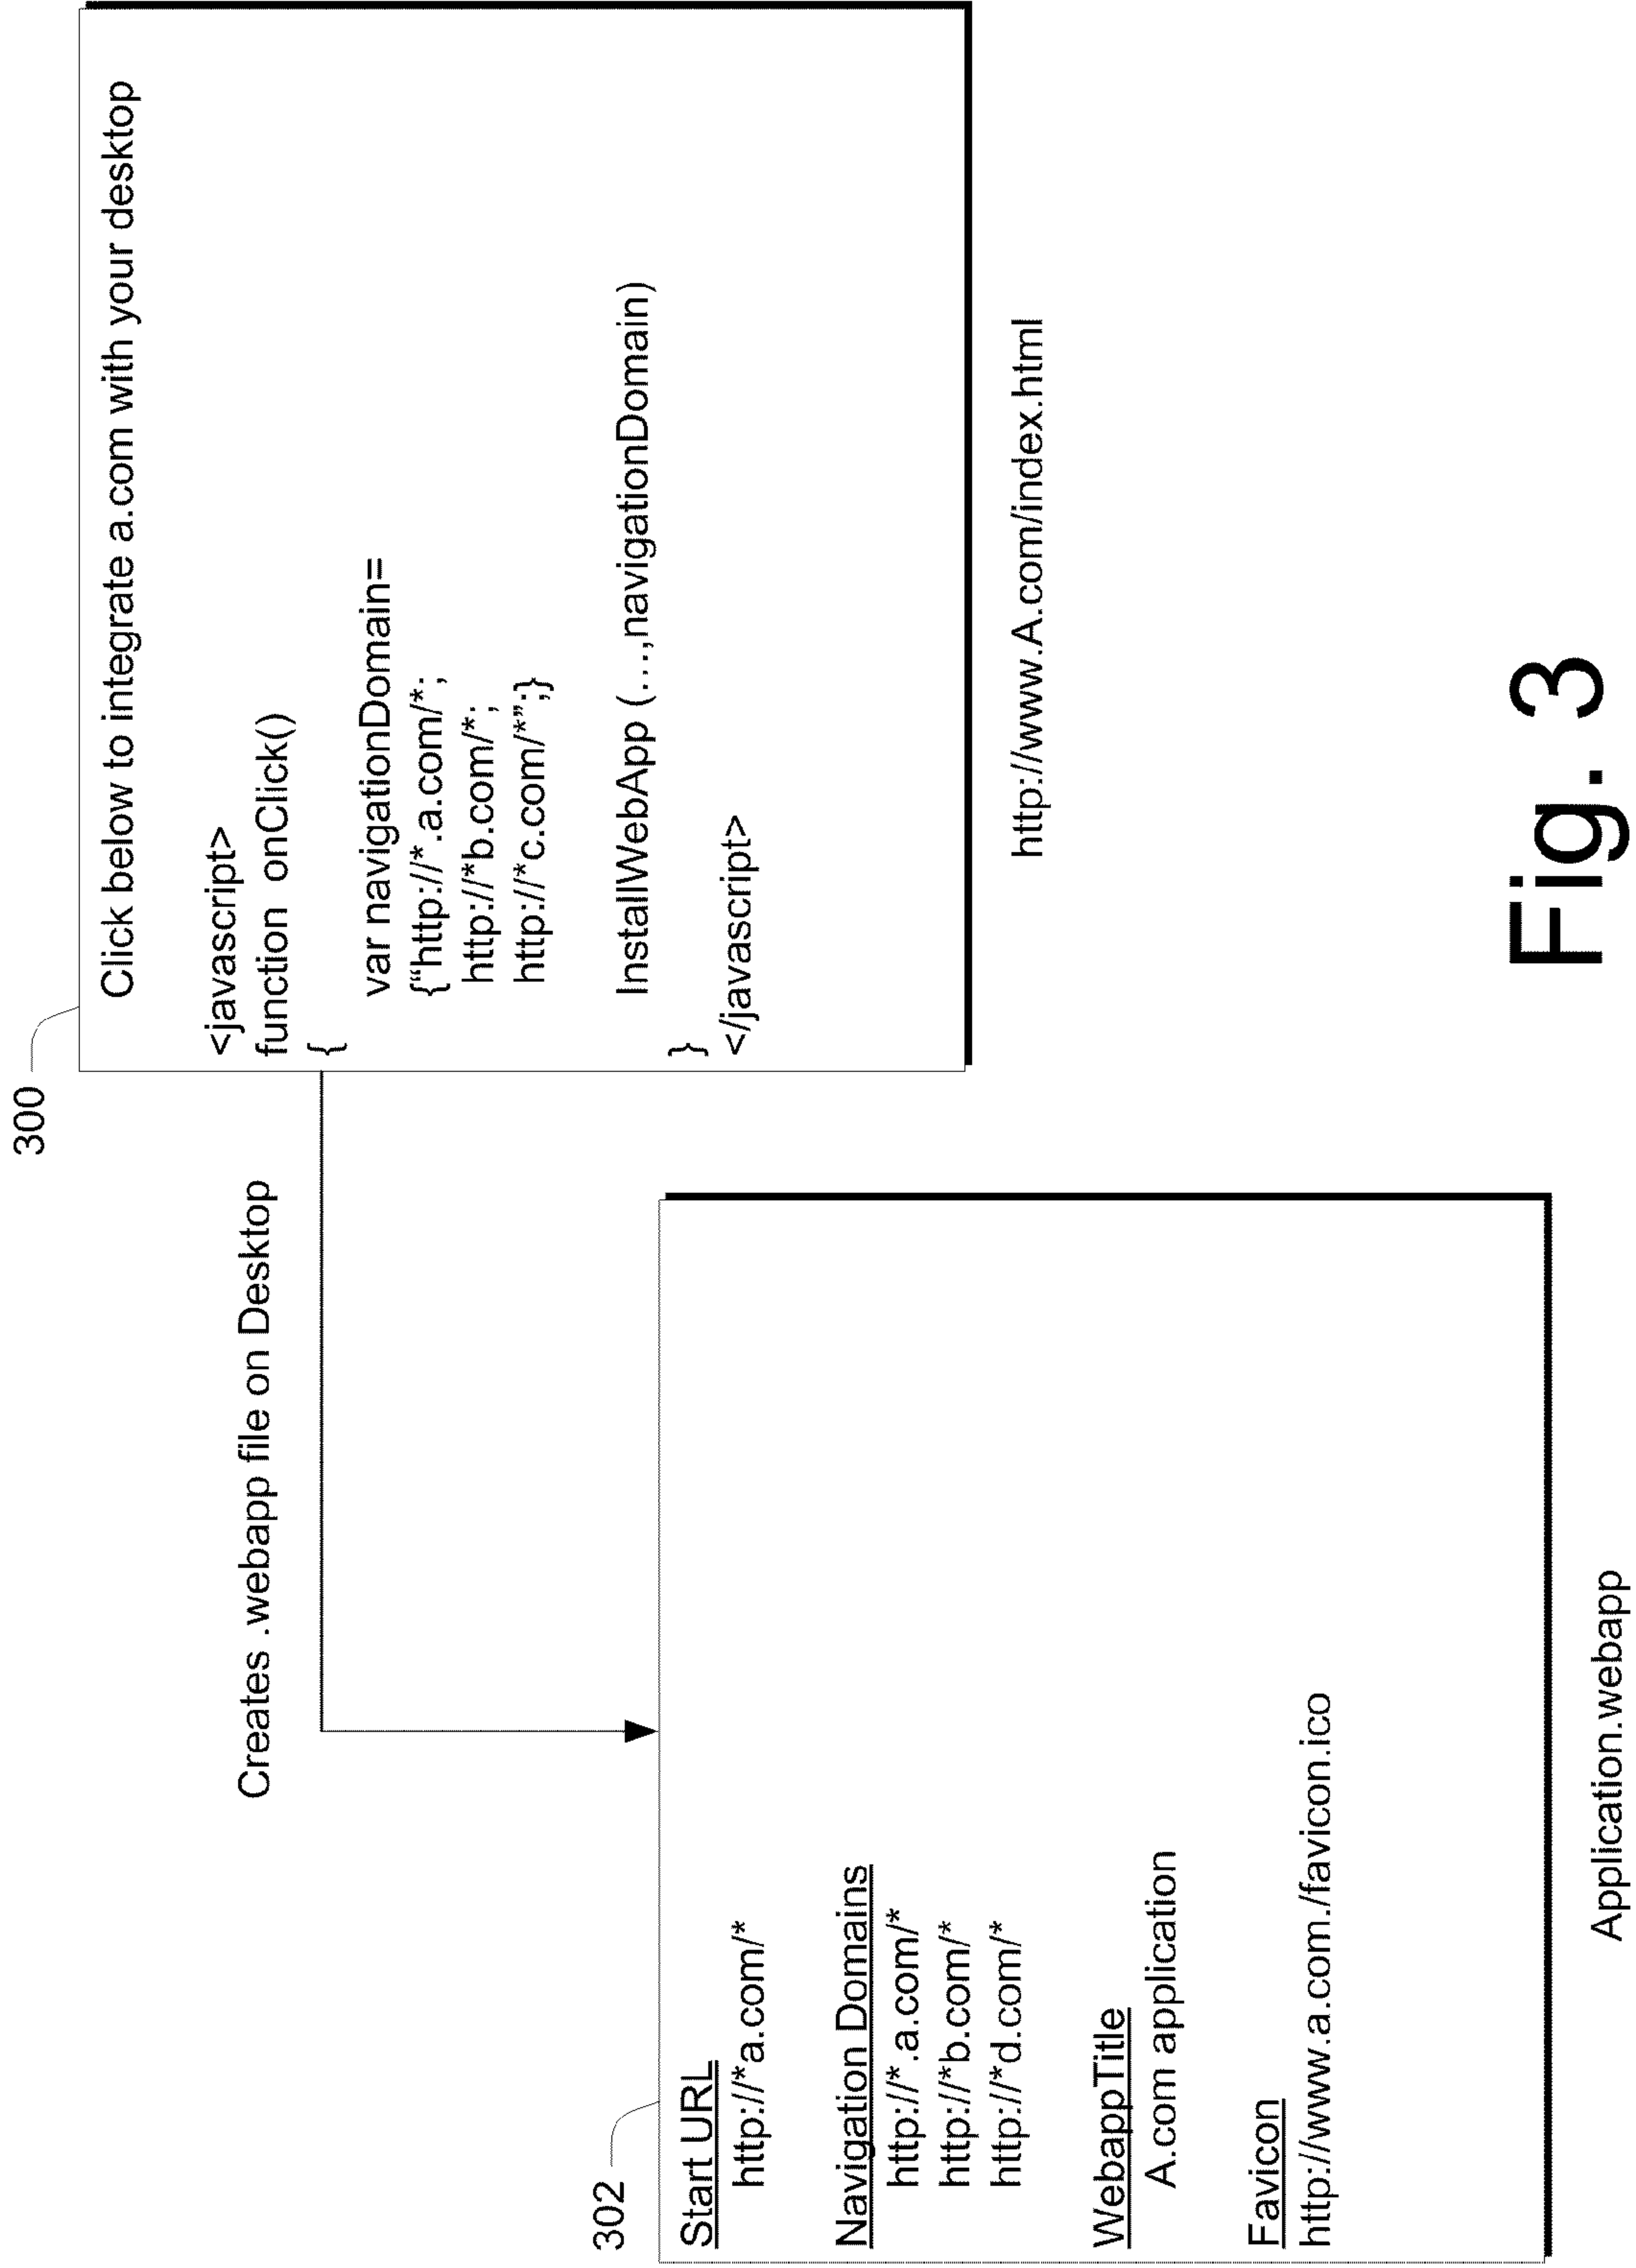 300
Click below to integrate a.com with your desktop
<javascript>
function onClick()
{
var navigationDomain=
{“http://*.a.com/*;
http://*b.com/*;
http://*c.com/*”;}
InstallWebApp (…,navigationDomain)
}
</javascript>
http://www.A.com/index.html
Creates .webapp file on Desktop
302
Start URL
http://*a.com/*
Navigation Domains
http://*.a.com/*
http://*b.com/*
http://*d.com/*
WebappTitle
A.com application
Favicon
http://www.a.com./favicon.ico
Application.webapp
Fig. 3